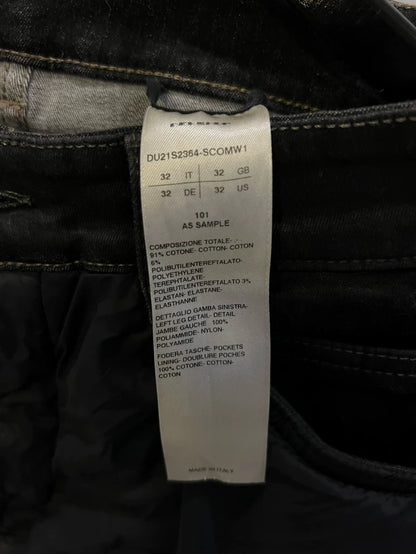 DU21S2364-SCOMW1
32 IT 32 GB
32 DE 32 US
101
AS SAMPLE
COMPOSIZIONE TOTALE- -
91% COTONE- COTTON- COTON
6%
POLIBUTILENTEREFTALATO-
POLYETHYLENE
TEREPHTALATE-
POLIBUTILENTEREFTALATO 3%
ELASTAN- ELASTANE-
ELASTHANNE
DETTAGLIO GAMBA SINISTRA-
LEFT LEG DETAIL- DETAIL
JAMBE GAUCHE 100%
POLIAMMIDE- NYLON-
POLYAMIDE
FODERA TASCHE- POCKETS
LINING- DOUBLURE POCHES
100% COTONE- COTTON-
COTON
MADE IN ITALY